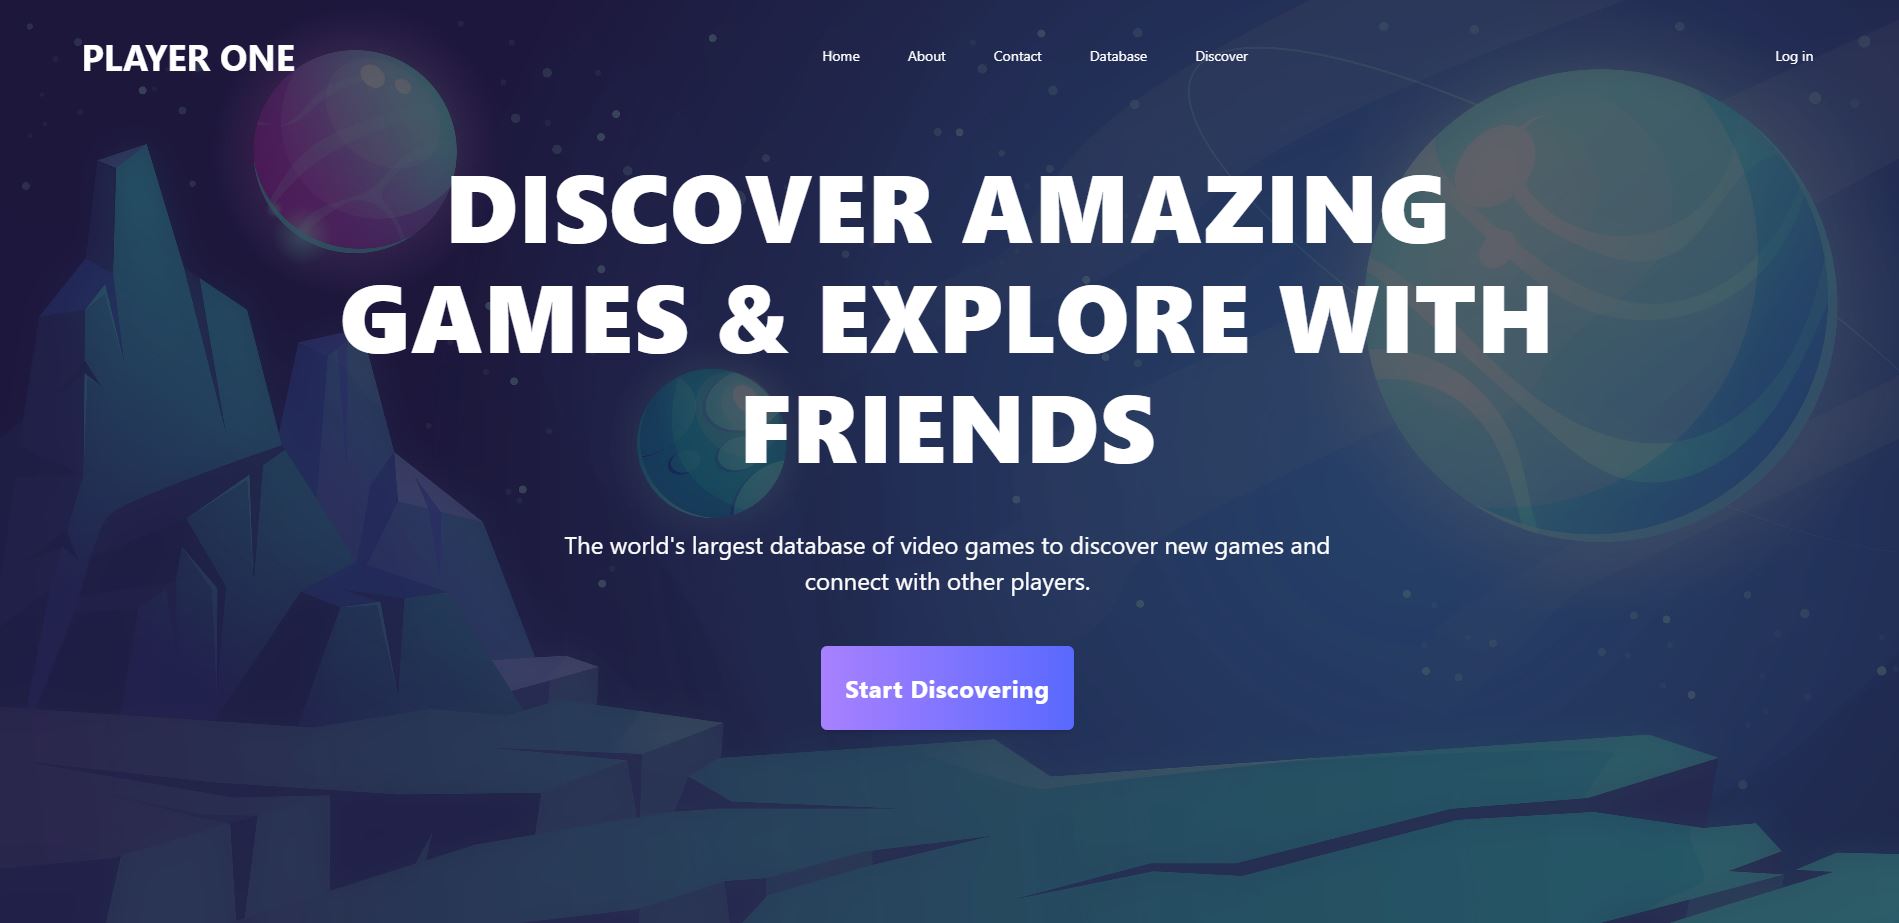 PLAYER ONE
Home About Contact Database Discover
Log in
DISCOVER AMAZING
GAMES & EXPLORE WITH
FRIENDS
The world's largest database of video games to discover new games and
connect with other players.
Start Discovering